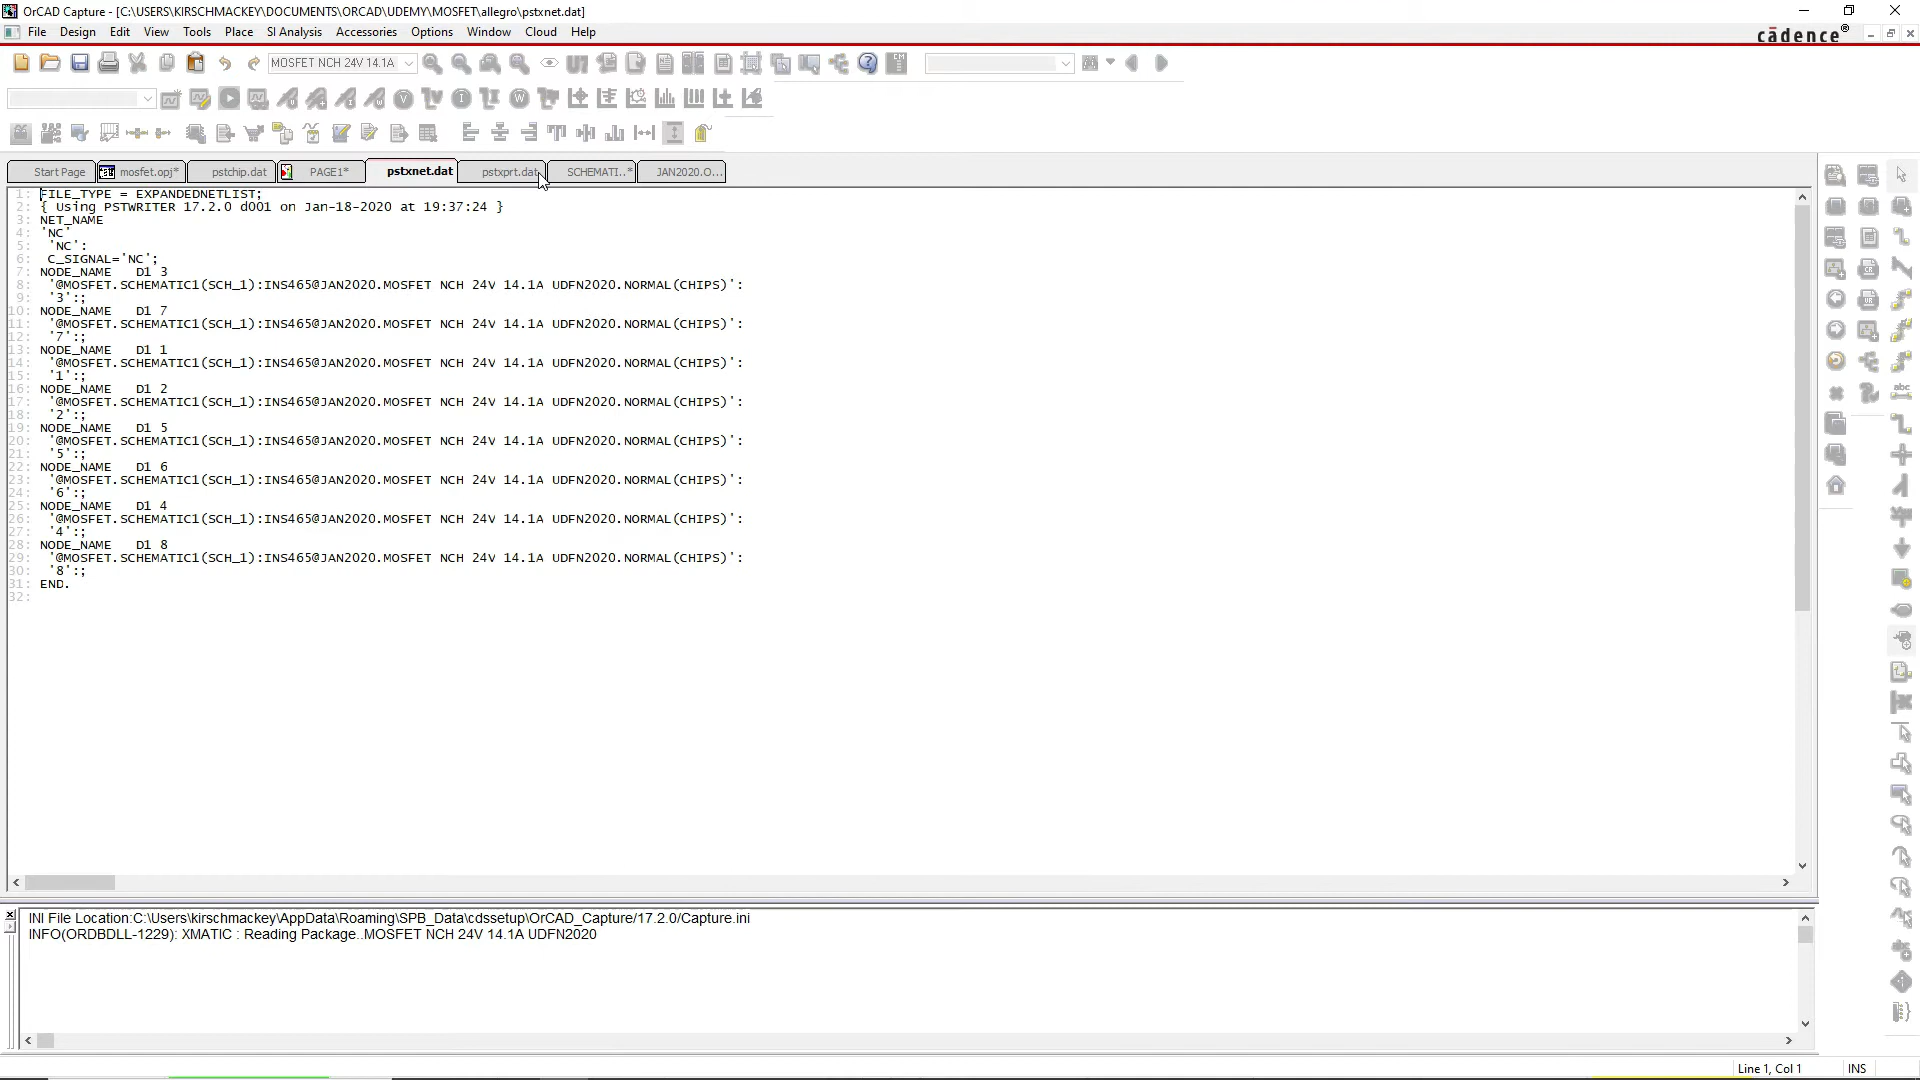 OrCAD Capture - [C:\USERS\KIRSCHMACKEY\DOCUMENTS\ORCAD\UDEMY\MOSFET\allegro\pstxnet.dat]
File Design Edit View Tools Place SI Analysis Accessories Options Window Cloud Help
cādence®
MOSFET NCH 24V 14.1A
Start Page mosfet.opj* pstchip.dat PAGE1* pstxnet.dat pstxprt.dat SCHEMATI..* JAN2020.O...
1: FILE_TYPE = EXPANDEDNETLIST;
2: { Using PSTWRITER 17.2.0 d001 on Jan-18-2020 at 19:37:24 }
3: NET_NAME
4: 'NC'
5: 'NC':
6: C_SIGNAL='NC';
7: NODE_NAME D1 3
8: '@MOSFET.SCHEMATIC1(SCH_1):INS465@JAN2020.MOSFET NCH 24V 14.1A UDFN2020.NORMAL(CHIPS)':
9: '3':;
10: NODE_NAME D1 7
11: '@MOSFET.SCHEMATIC1(SCH_1):INS465@JAN2020.MOSFET NCH 24V 14.1A UDFN2020.NORMAL(CHIPS)':
12: '7':;
13: NODE_NAME D1 1
14: '@MOSFET.SCHEMATIC1(SCH_1):INS465@JAN2020.MOSFET NCH 24V 14.1A UDFN2020.NORMAL(CHIPS)':
15: '1':;
16: NODE_NAME D1 2
17: '@MOSFET.SCHEMATIC1(SCH_1):INS465@JAN2020.MOSFET NCH 24V 14.1A UDFN2020.NORMAL(CHIPS)':
18: '2':;
19: NODE_NAME D1 5
20: '@MOSFET.SCHEMATIC1(SCH_1):INS465@JAN2020.MOSFET NCH 24V 14.1A UDFN2020.NORMAL(CHIPS)':
21: '5':;
22: NODE_NAME D1 6
23: '@MOSFET.SCHEMATIC1(SCH_1):INS465@JAN2020.MOSFET NCH 24V 14.1A UDFN2020.NORMAL(CHIPS)':
24: '6':;
25: NODE_NAME D1 4
26: '@MOSFET.SCHEMATIC1(SCH_1):INS465@JAN2020.MOSFET NCH 24V 14.1A UDFN2020.NORMAL(CHIPS)':
27: '4':;
28: NODE_NAME D1 8
29: '@MOSFET.SCHEMATIC1(SCH_1):INS465@JAN2020.MOSFET NCH 24V 14.1A UDFN2020.NORMAL(CHIPS)':
30: '8':;
31: END.
32:
INI File Location:C:\Users\kirschmackey\AppData\Roaming\SPB_Data\cdssetup\OrCAD_Capture/17.2.0/Capture.ini
INFO(ORDBDLL-1229): XMATIC : Reading Package..MOSFET NCH 24V 14.1A UDFN2020
Line 1, Col 1 INS